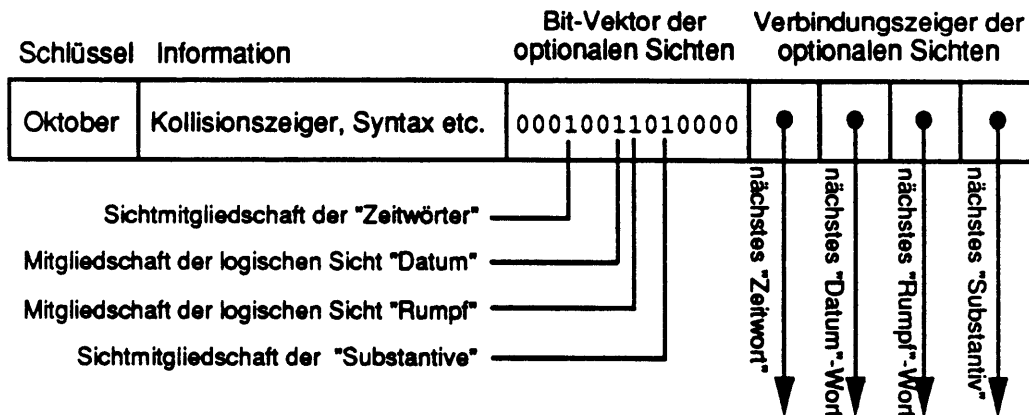 Bit-Vektor der
optionalen Sichten
Verbindungszeiger der
optionalen Sichten
Schlüssel Information
Oktober Kollisionszeiger, Syntax etc. 00010011010000
Sichtmitgliedschaft der "Zeitwörter"
Mitgliedschaft der logischen Sicht "Datum"
Mitgliedschaft der logischen Sicht "Rumpf"
Sichtmitgliedschaft der "Substantive"
nächstes "Zeitwort"
nächstes "Datum"-Wort
nächstes "Rumpf"-Wort
nächstes "Substantiv"